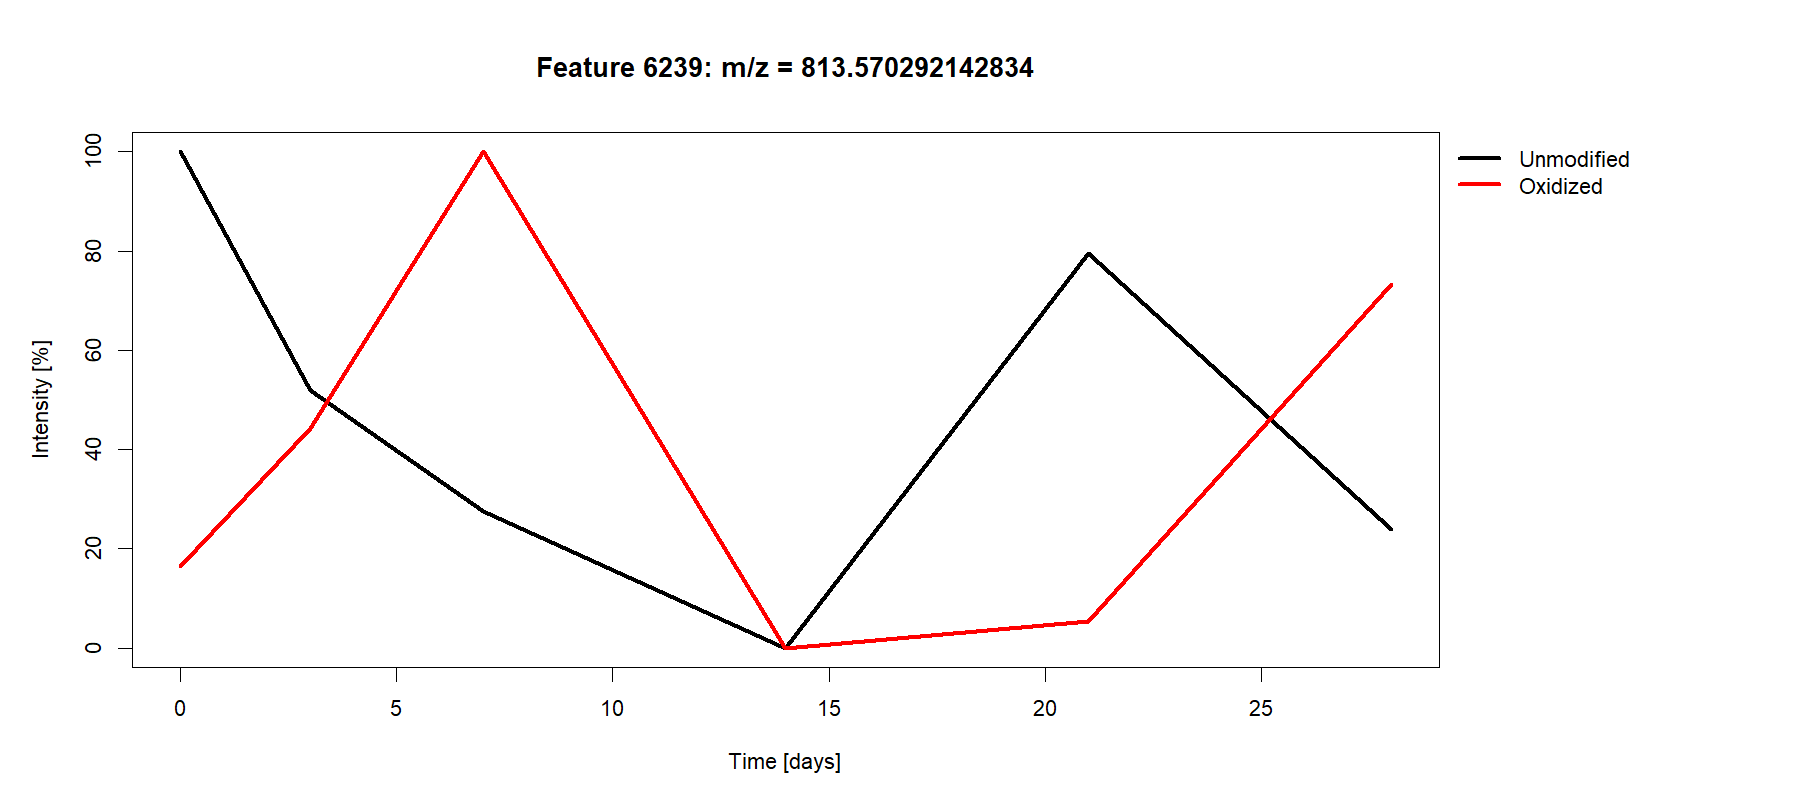 Feature 6239: m/z = 813.570292142834
Unmodified
Oxidized
Intensity [%]
100
80
60
40
20
0
0 5 10 15 20 25
Time [days]